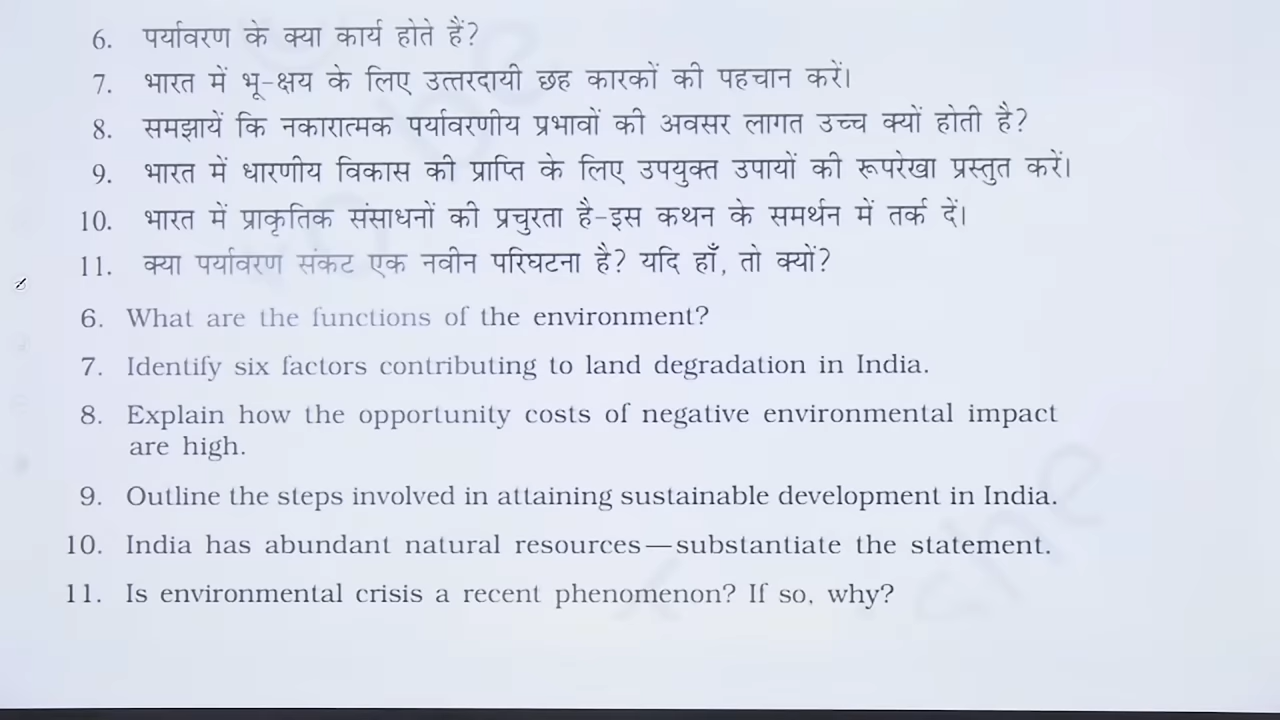 6. पर्यावरण के क्या कार्य होते हैं?
7. भारत में भू-क्षय के लिए उत्तरदायी छह कारकों की पहचान करें।
8. समझायें कि नकारात्मक पर्यावरणीय प्रभावों की अवसर लागत उच्च क्यों होती है?
9. भारत में धारणीय विकास की प्राप्ति के लिए उपयुक्त उपायों की रूपरेखा प्रस्तुत करें।
10. भारत में प्राकृतिक संसाधनों की प्रचुरता है-इस कथन के समर्थन में तर्क दें।
11. क्या पर्यावरण संकट एक नवीन परिघटना है? यदि हाँ, तो क्यों?
6. What are the functions of the environment?
7. Identify six factors contributing to land degradation in India.
8. Explain how the opportunity costs of negative environmental impact
are high.
9. Outline the steps involved in attaining sustainable development in India.
10. India has abundant natural resources—substantiate the statement.
11. Is environmental crisis a recent phenomenon? If so, why?